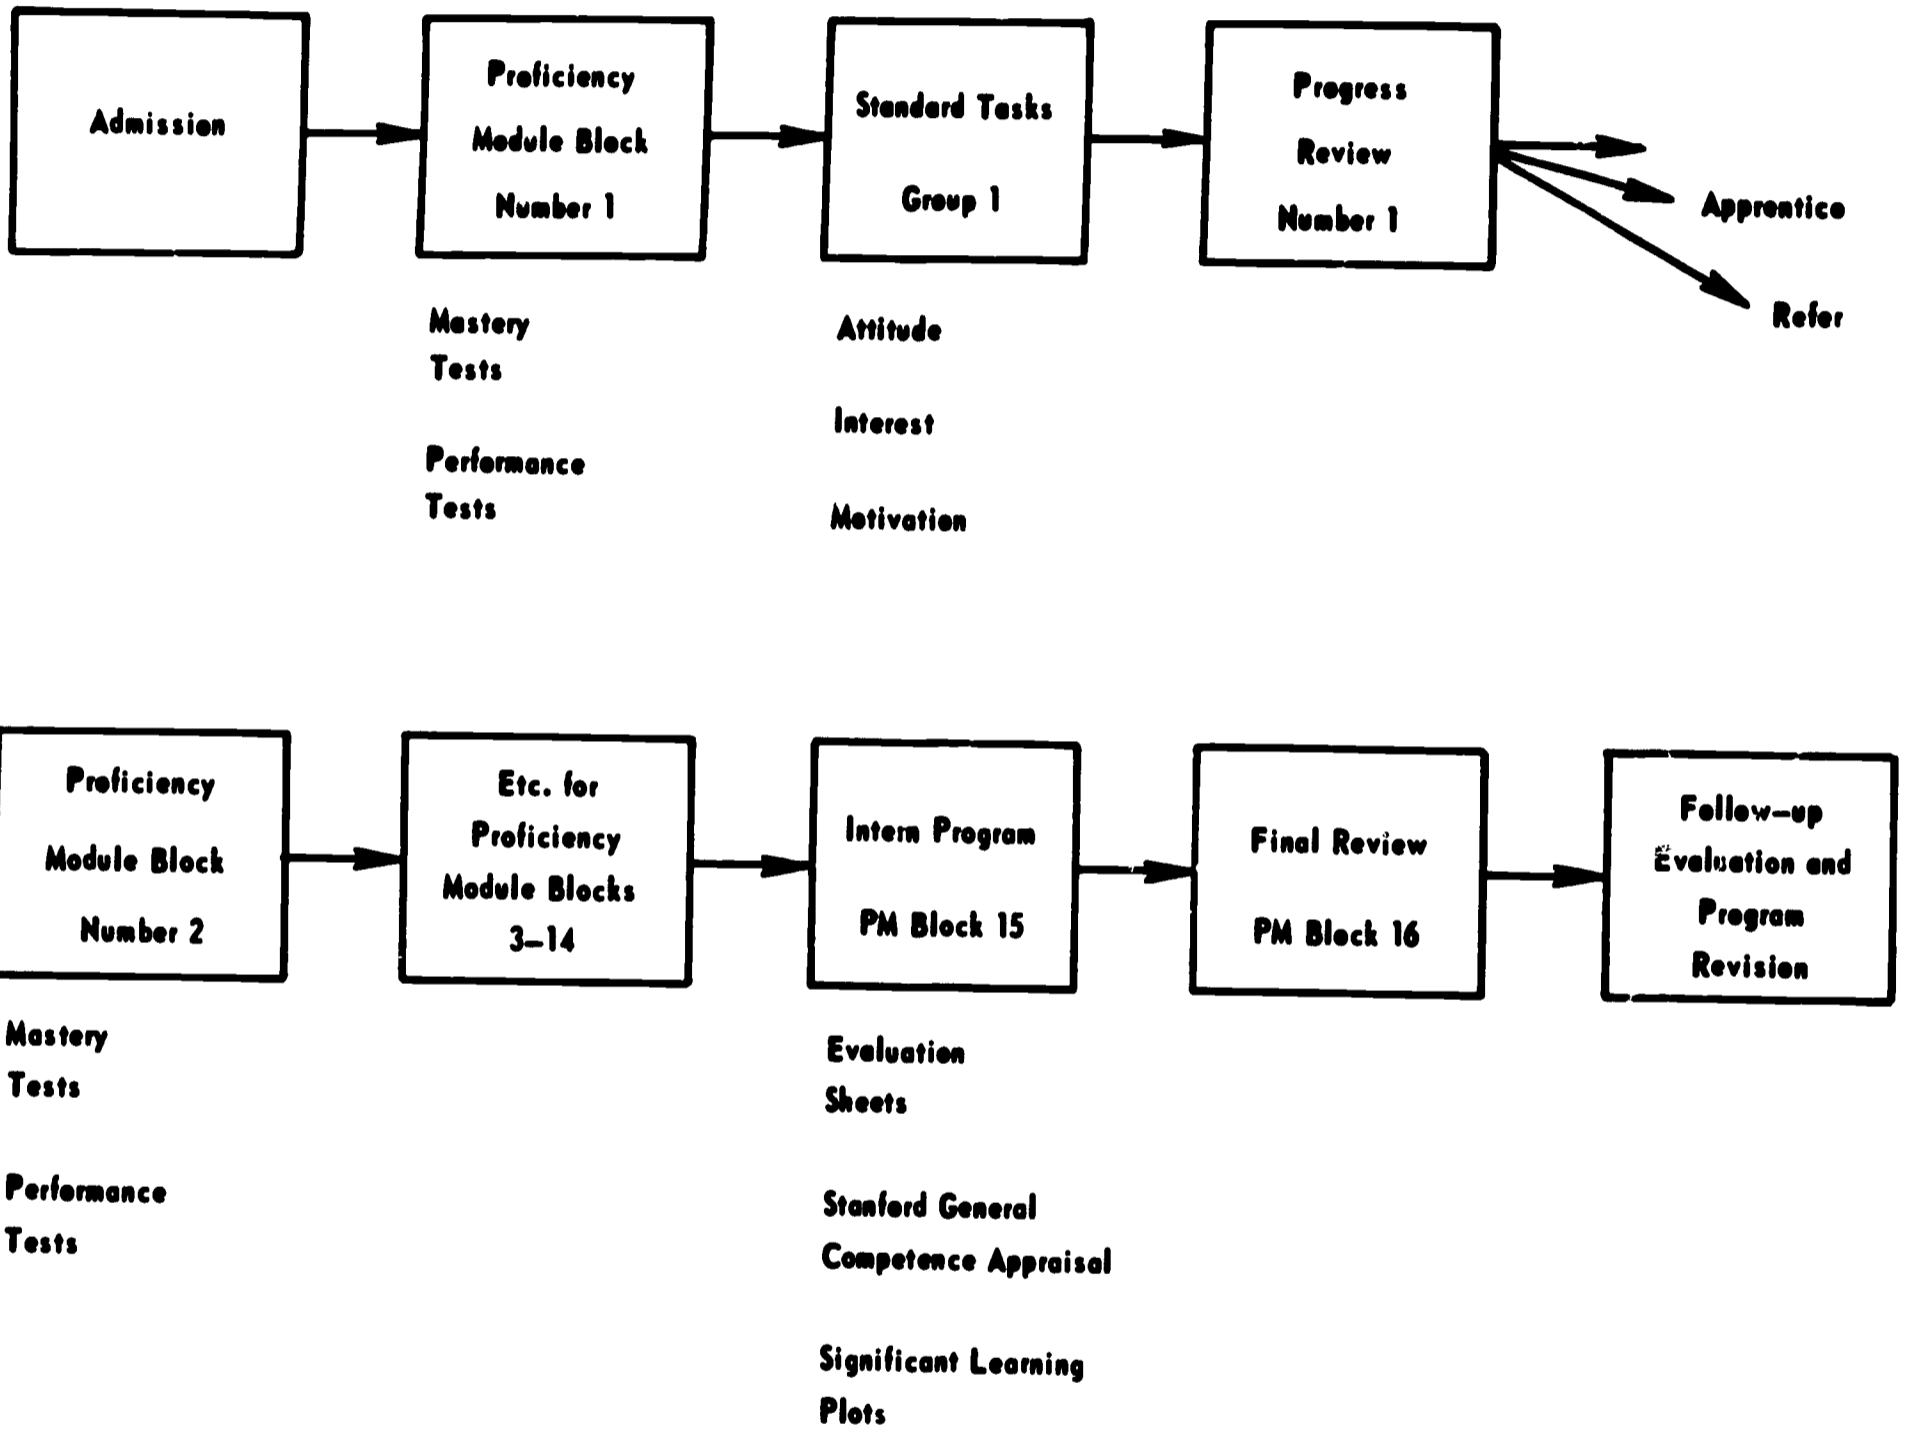 Admission
Proficiency
Module Block
Number 1
Standard Tasks
Group 1
Progress
Review
Number 1
Apprentice
Refer
Mastery
Tests
Performance
Tests
Attitude
Interest
Motivation
Proficiency
Module Block
Number 2
Etc. for
Proficiency
Module Blocks
3–14
Intern Program
PM Block 15
Final Review
PM Block 16
Follow–up
Evaluation and
Program
Revision
Mastery
Tests
Performance
Tests
Evaluation
Sheets
Stanford General
Competence Appraisal
Significant Learning
Plots